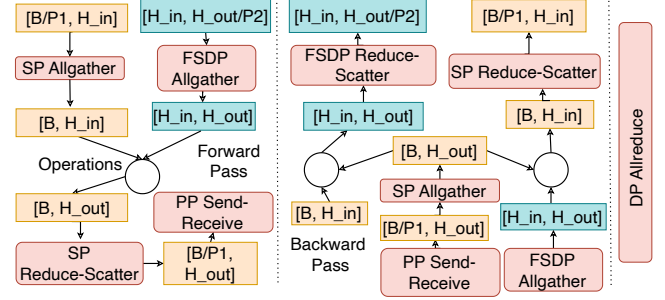 [B/P1, H_in]
[H_in, H_out/P2]
SP Allgather
FSDP
Allgather
[B, H_in]
[H_in, H_out]
Operations
Forward
Pass
[B, H_out]
PP Send-
Receive
SP
Reduce-Scatter
[B/P1,
H_out]
[H_in, H_out/P2]
[B/P1, H_in]
FSDP Reduce-
Scatter
SP Reduce-Scatter
[H_in, H_out]
[B, H_in]
[B, H_out]
SP Allgather
[B, H_in]
[B/P1, H_out]
[H_in, H_out]
Backward
Pass
PP Send-
Receive
FSDP
Allgather
DP Allreduce